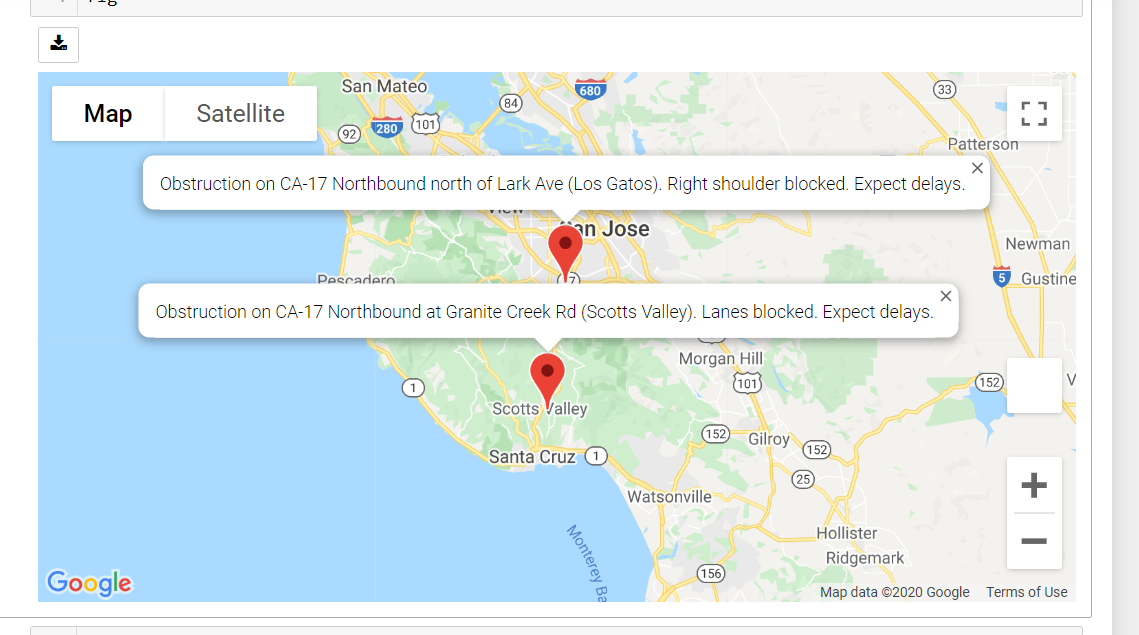 Map
Satellite
San Mateo
84
680
33
92
280
101
Patterson
Obstruction on CA-17 Northbound north of Lark Ave (Los Gatos). Right shoulder blocked. Expect delays.
View
San Jose
Newman
Pescadero
5
Gustine
Obstruction on CA-17 Northbound at Granite Creek Rd (Scotts Valley). Lanes blocked. Expect delays.
Morgan Hill
1
101
152
Scotts Valley
152
Gilroy
152
Santa Cruz
1
25
Watsonville
Hollister
Ridgemark
Monterey Ba
156
Google
Map data ©2020 Google
Terms of Use